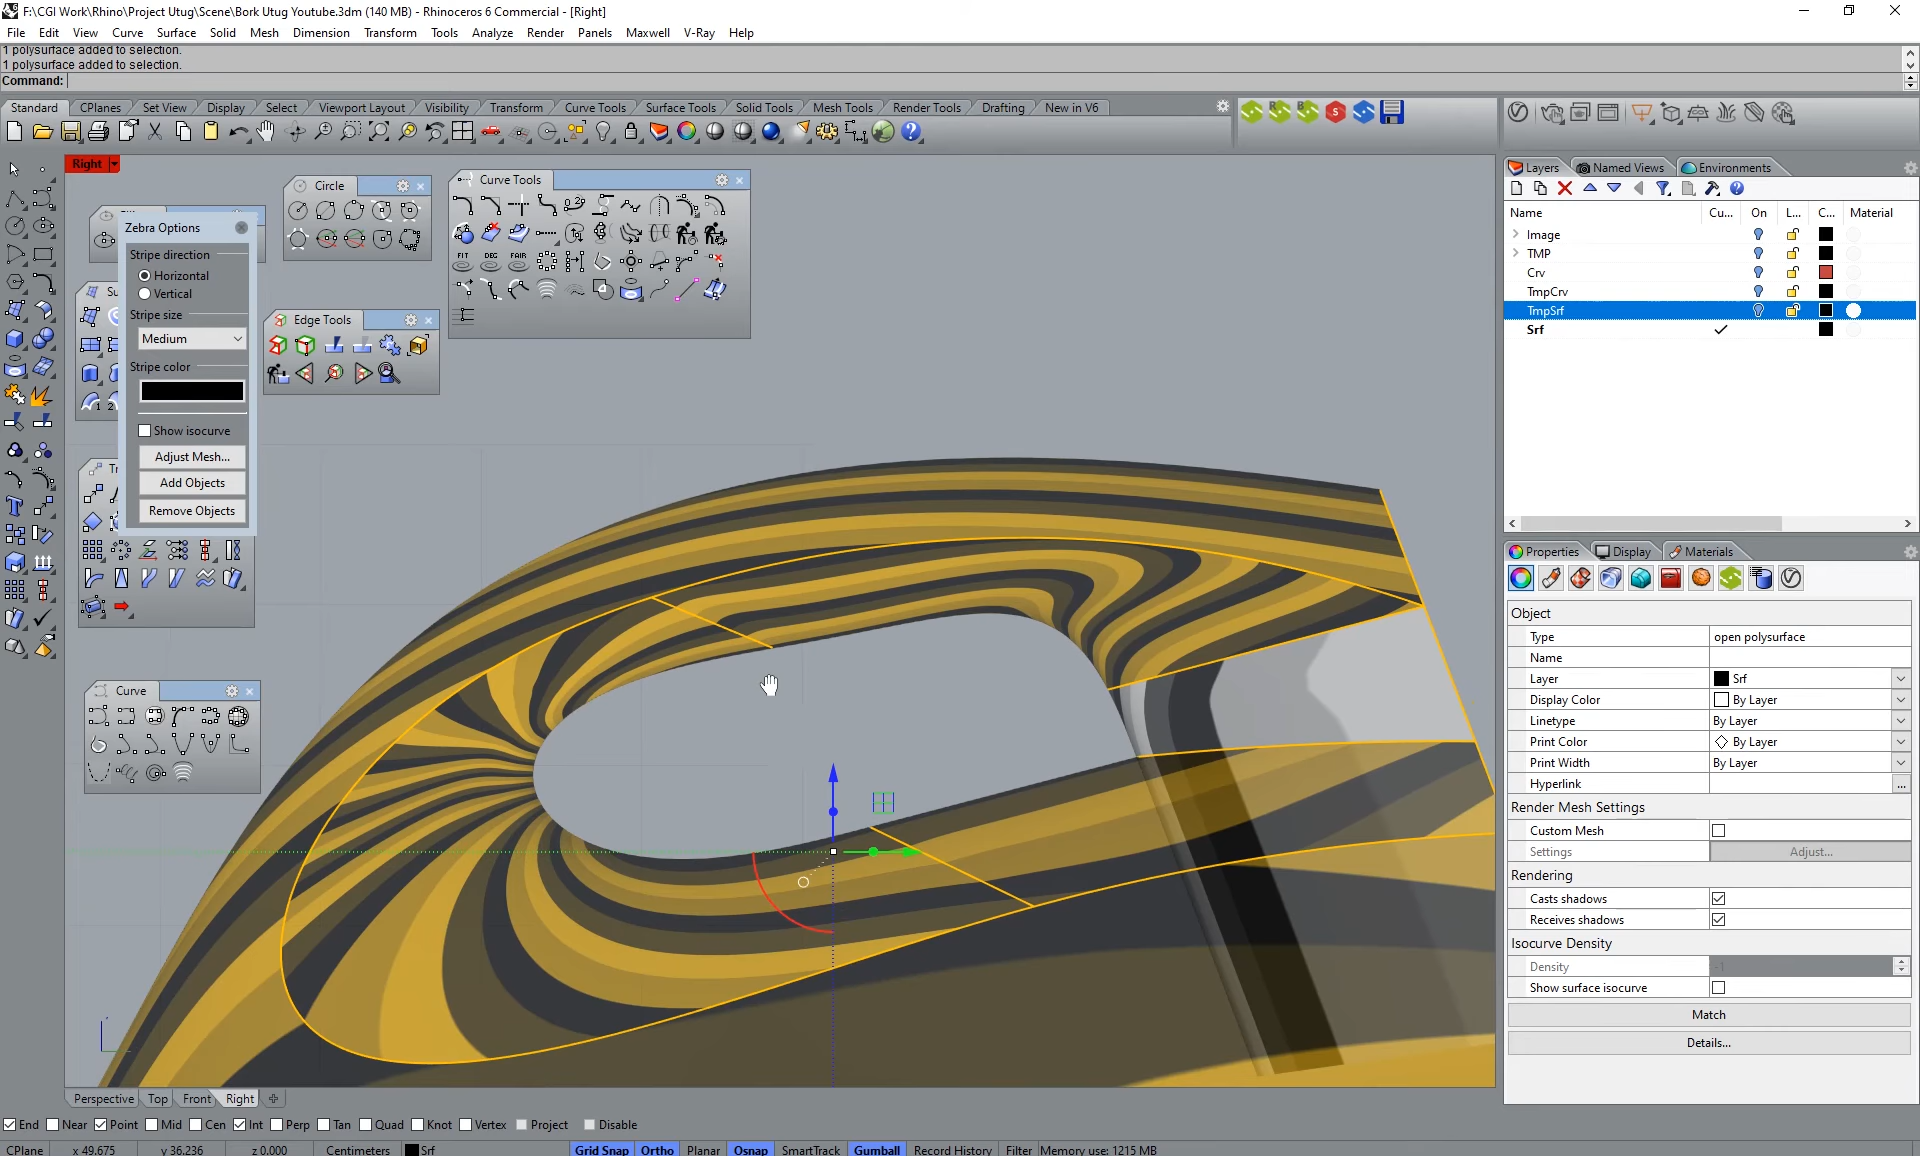 F:\CGI Work\Rhino\Project Utug\Scene\Bork Utug Youtube.3dm (140 MB) - Rhinoceros 6 Commercial - [Right]
File Edit View Curve Surface Solid Mesh Dimension Transform Tools Analyze Render Panels Maxwell V-Ray Help
1 polysurface added to selection.
1 polysurface added to selection.
Command:
Standard CPlanes Set View Display Select Viewport Layout Visibility Transform Curve Tools Surface Tools Solid Tools Mesh Tools Render Tools Drafting New in V6
Right
Circle
Curve Tools
FIT DEG FAIR
Zebra Options
Stripe direction
Horizontal
Vertical
Stripe size
Medium
Stripe color
Show isocurve
Adjust Mesh...
Add Objects
Remove Objects
Edge Tools
Curve
Perspective Top Front Right
Layers Named Views Environments
Name Cu... On L... C... Material
Image
TMP
Crv
TmpCrv
TmpSrf
Srf
Properties Display Materials
Object
Type open polysurface
Name
Layer Srf
Display Color By Layer
Linetype By Layer
Print Color By Layer
Print Width By Layer
Hyperlink ...
Render Mesh Settings
Custom Mesh
Settings Adjust...
Rendering
Casts shadows
Receives shadows
Isocurve Density
Density -1
Show surface isocurve
Match
Details...
End Near Point Mid Cen Int Perp Tan Quad Knot Vertex Project Disable
CPlane x 49.675 y 36.236 z 0.000 Centimeters Srf Grid Snap Ortho Planar Osnap SmartTrack Gumball Record History Filter Memory use: 1215 MB